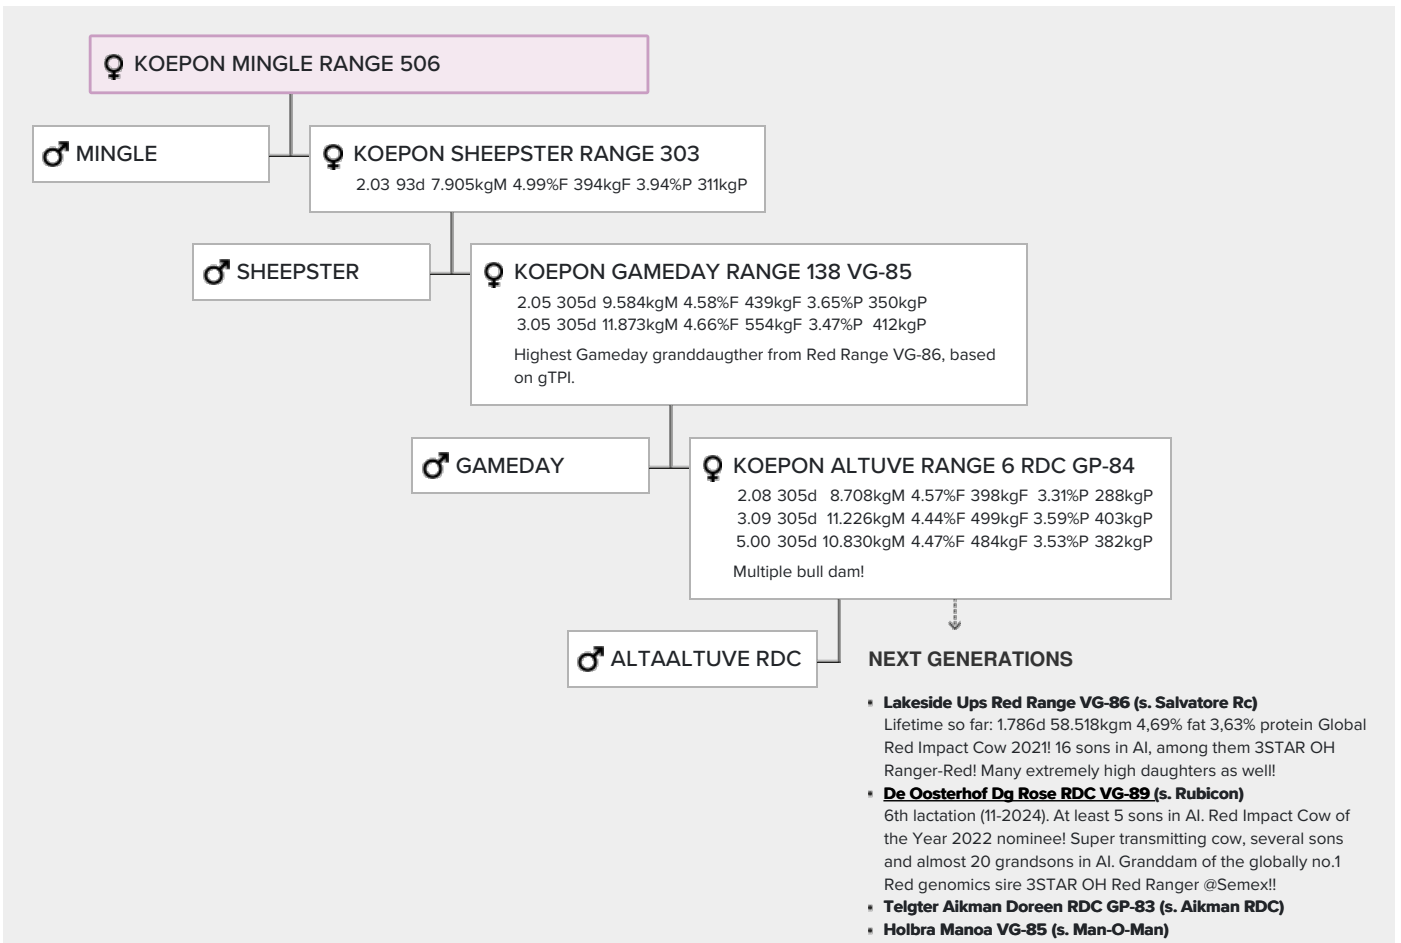 KOEPON MINGLE RANGE 506
MINGLE
KOEPON SHEEPSTER RANGE 303
2.03 93d 7.905kgM 4.99%F 394kgF 3.94%P 311kgP
SHEEPSTER
KOEPON GAMEDAY RANGE 138 VG-85
2.05 305d 9.584kgM 4.58%F 439kgF 3.65%P 350kgP
3.05 305d 11.873kgM 4.66%F 554kgF 3.47%P 412kgP
Highest Gameday granddaugther from Red Range VG-86, based
on gTPI.
GAMEDAY
KOEPON ALTUVE RANGE 6 RDC GP-84
2.08 305d 8.708kgM 4.57%F 398kgF 3.31%P 288kgP
3.09 305d 11.226kgM 4.44%F 499kgF 3.59%P 403kgP
5.00 305d 10.830kgM 4.47%F 484kgF 3.53%P 382kgP
Multiple bull dam!
ALTAALTUVE RDC
NEXT GENERATIONS
Lakeside Ups Red Range VG-86 (s. Salvatore Rc)
Lifetime so far: 1.786d 58.518kgm 4,69% fat 3,63% protein Global
Red Impact Cow 2021! 16 sons in AI, among them 3STAR OH
Ranger-Red! Many extremely high daughters as well!
De Oosterhof Dg Rose RDC VG-89 (s. Rubicon)
6th lactation (11-2024). At least 5 sons in AI. Red Impact Cow of
the Year 2022 nominee! Super transmitting cow, several sons
and almost 20 grandsons in AI. Granddam of the globally no.1
Red genomics sire 3STAR OH Red Ranger @Semex!!
Telgter Aikman Doreen RDC GP-83 (s. Aikman RDC)
Holbra Manoa VG-85 (s. Man-O-Man)